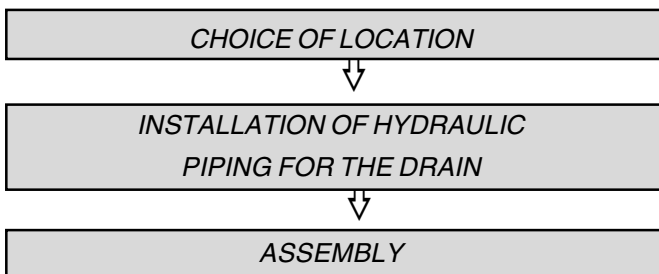 CHOICE OF LOCATION
INSTALLATION OF HYDRAULIC
PIPING FOR THE DRAIN
ASSEMBLY